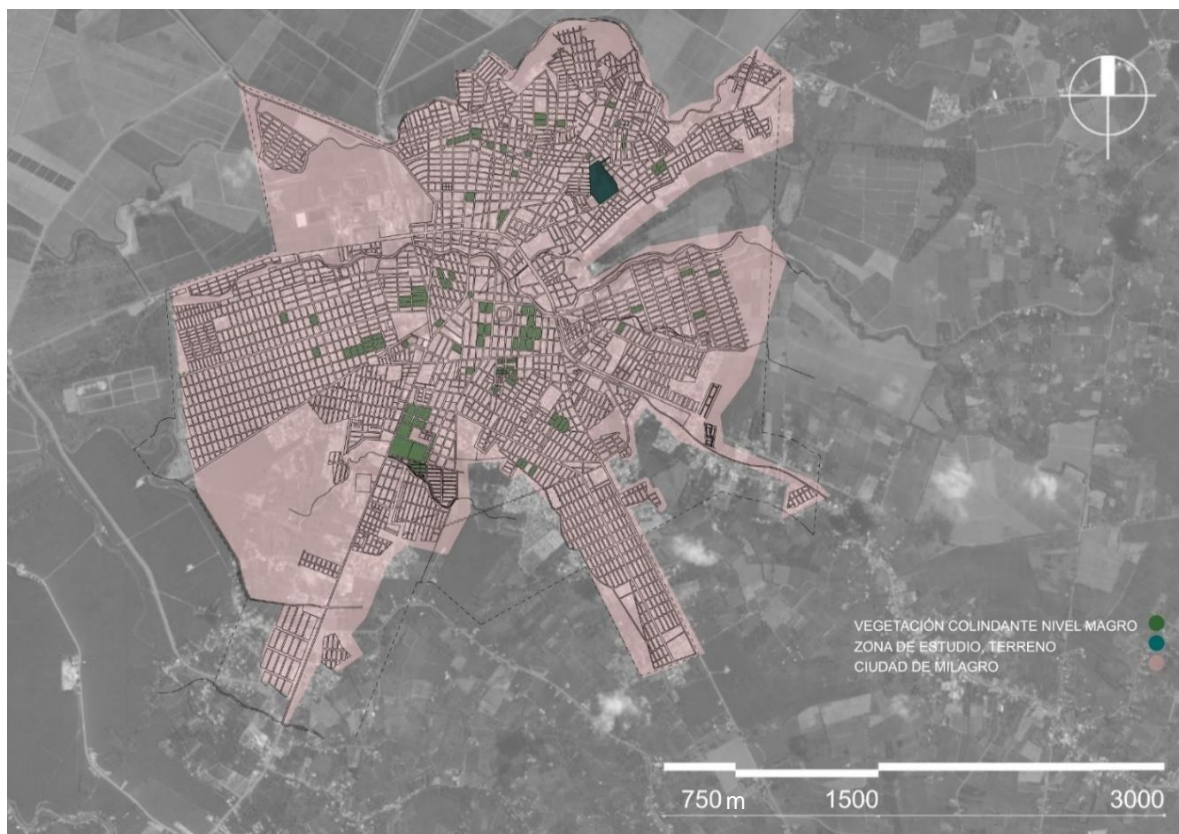 VEGETACIÓN COLINDANTE NIVEL MAGRO
ZONA DE ESTUDIO, TERRENO
CIUDAD DE MILAGRO
750 m 1500 3000